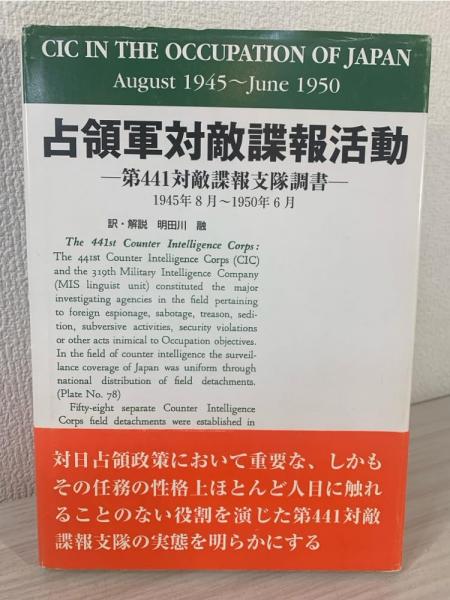 CIC IN THE OCCUPATION OF JAPAN
August 1945～June 1950
占領軍対敵諜報活動
―第441対敵諜報支隊調書―
1945年8月～1950年6月
訳・解説 明田川 融
The 441st Counter Intelligence Corps:
The 441st Counter Intelligence Corps (CIC)
and the 319th Military Intelligence Company
(MIS linguist unit) constituted the major
investigating agencies in the field pertaining
to foreign espionage, sabotage, treason, sedi-
tion, subversive activities, security violations
or other acts inimical to Occupation objectives.
In the field of counter intelligence the surveil-
lance coverage of Japan was uniform through
national distribution of field detachments.
(Plate No. 78)
Fifty-eight separate Counter Intelligence
Corps field detachments were established in
対日占領政策において重要な、しかも
その任務の性格上ほとんど人目に触れ
ることのない役割を演じた第441対敵
諜報支隊の実態を明らかにする